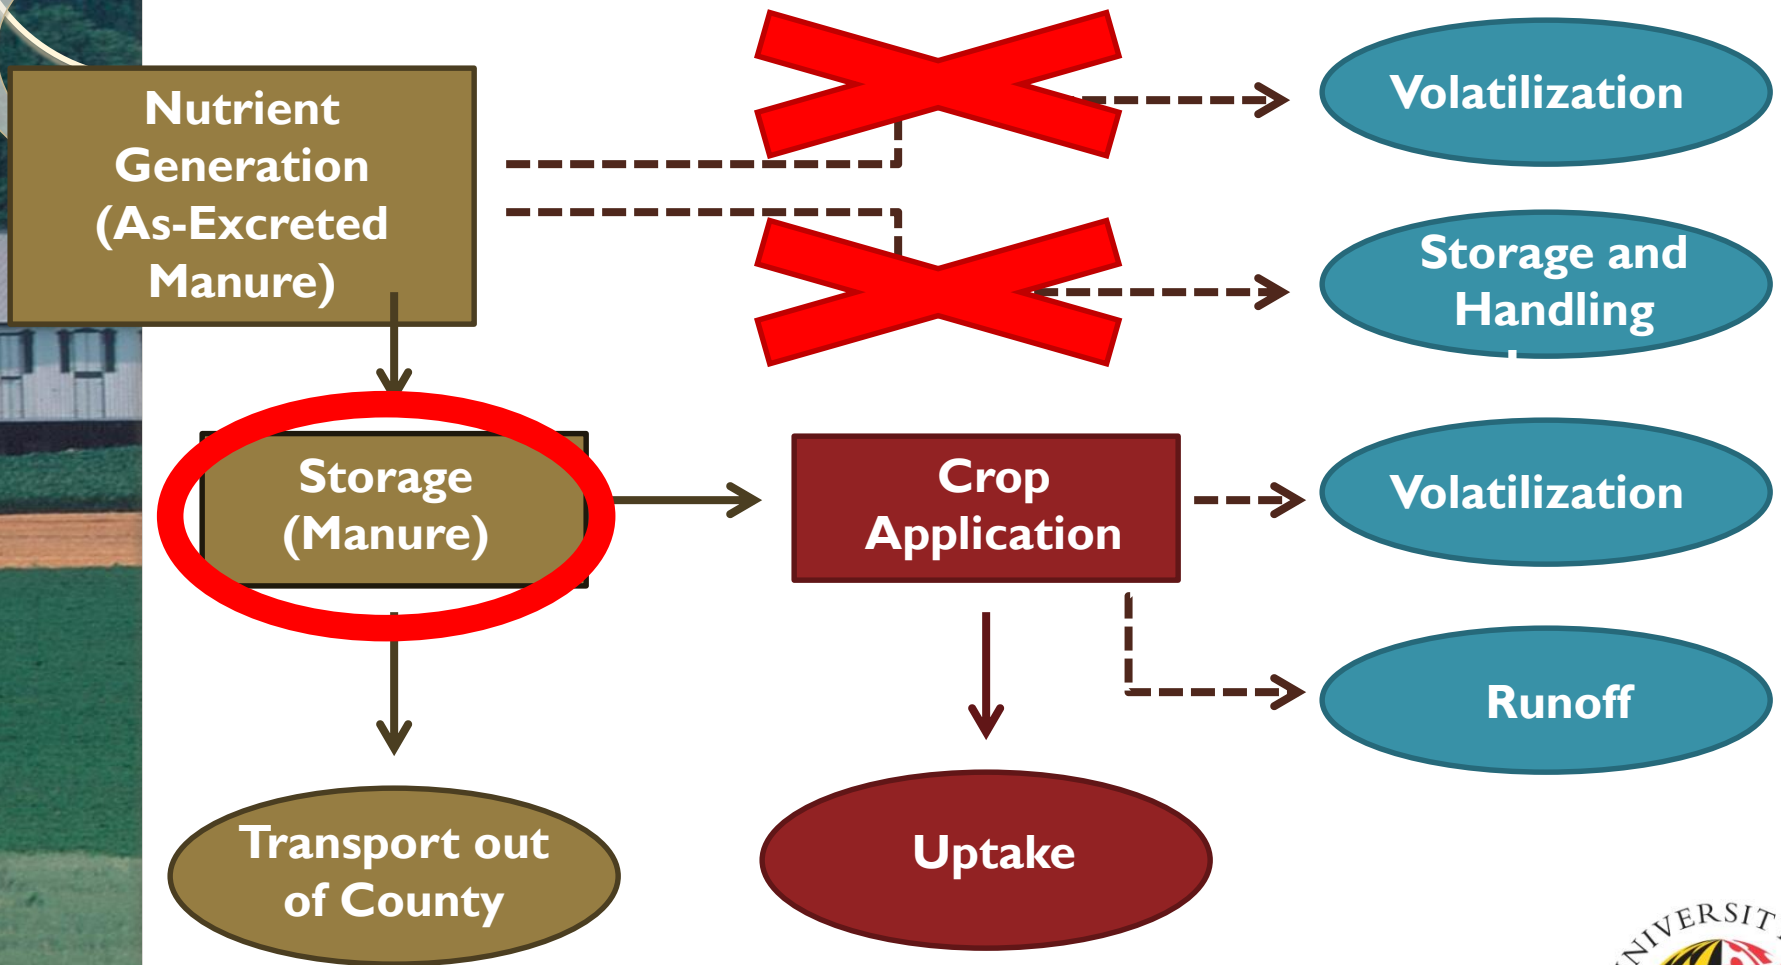 Nutrient
Generation
(As-Excreted
Manure)
Volatilization
Storage and
Handling
Storage
(Manure)
Crop
Application
Volatilization
Runoff
Transport out
of County
Uptake